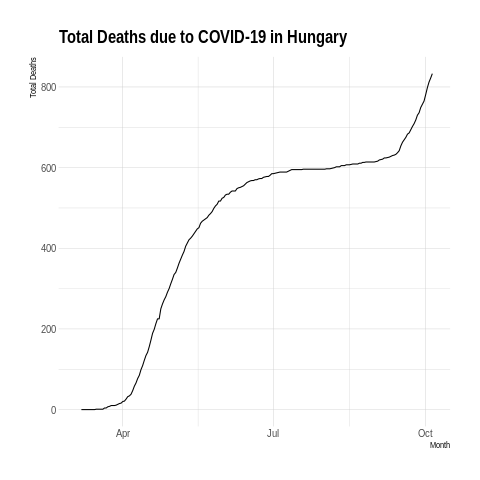 Total Deaths due to COVID-19 in Hungary
Total Deaths
800
600
400
200
0
Apr
Jul
Oct
Month